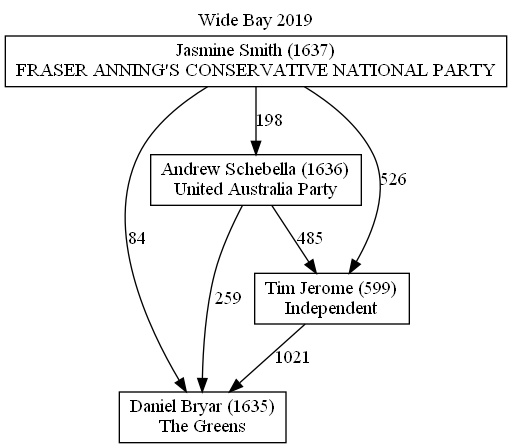 Wide Bay 2019
Jasmine Smith (1637)
FRASER ANNING'S CONSERVATIVE NATIONAL PARTY
198
Andrew Schebella (1636)
United Australia Party
526
84
485
259
Tim Jerome (599)
Independent
1021
Daniel Bryar (1635)
The Greens